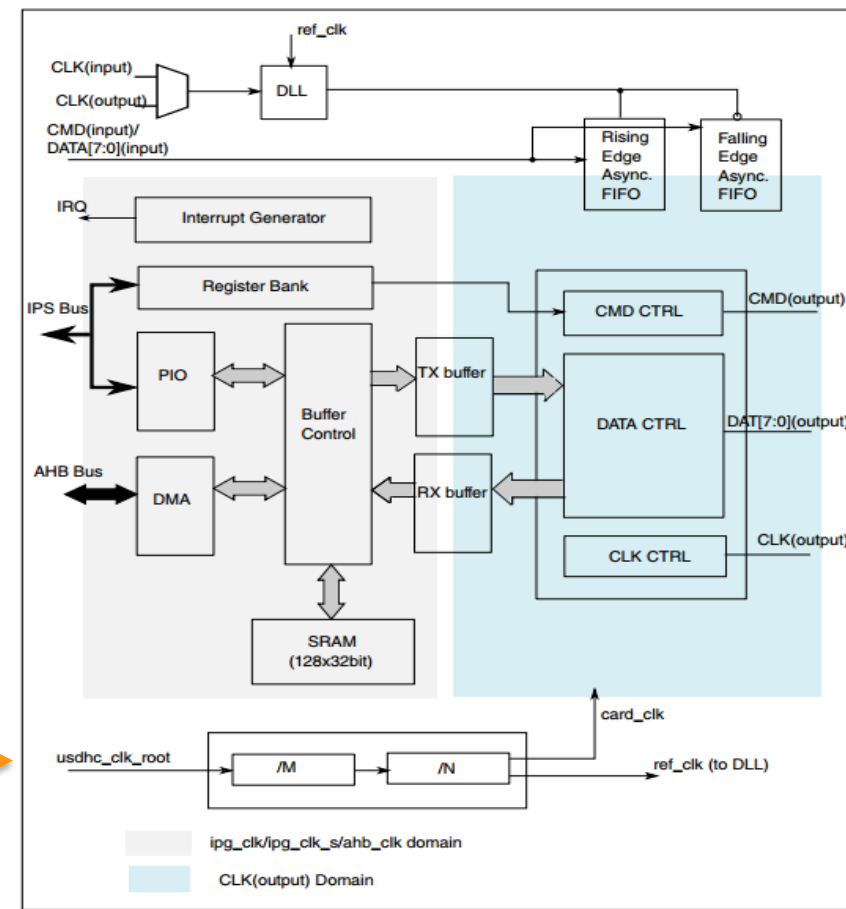 ref_clk
CLK(input)
CLK(output)
DLL
CMD(input)/
DATA[7:0](input)
Rising
Edge
Async.
FIFO
Falling
Edge
Async.
FIFO
IRQ
Interrupt Generator
Register Bank
IPS Bus
CMD CTRL
CMD(output)
PIO
Buffer
Control
TX buffer
DATA CTRL
DAT[7:0](output)
AHB Bus
DMA
RX buffer
CLK CTRL
CLK(output)
SRAM
(128x32bit)
card_clk
usdhc_clk_root
/M
/N
ref_clk (to DLL)
ipg_clk/ipg_clk_s/ahb_clk domain
CLK(output) Domain